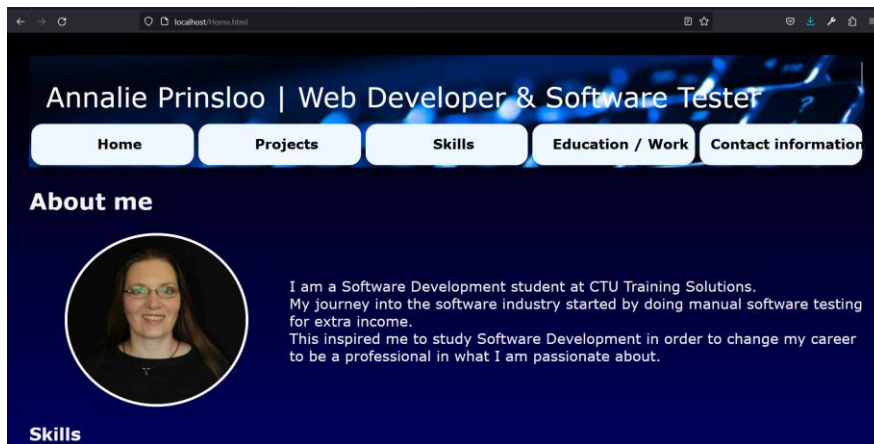 localhost/Home.html
Annalie Prinsloo | Web Developer & Software Tester
Home Projects Skills Education / Work Contact information
About me
I am a Software Development student at CTU Training Solutions.
My journey into the software industry started by doing manual software testing
for extra income.
This inspired me to study Software Development in order to change my career
to be a professional in what I am passionate about.
Skills